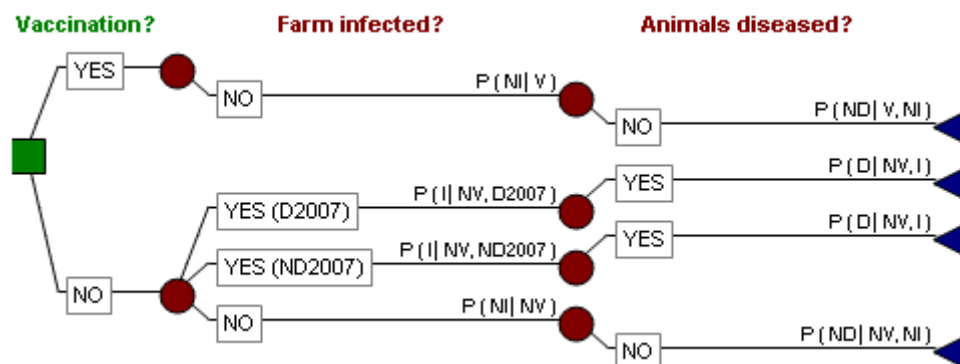 Vaccination? Farm infected? Animals diseased?
YES
P ( NI| V )
NO
P ( ND| V, NI )
NO
P ( D| NV, I )
YES
P ( I| NV, D2007 )
YES (D2007)
P ( D| NV, I )
YES
P ( I| NV, ND2007 )
YES (ND2007)
NO
P ( NI| NV )
NO
P ( ND| NV, NI )
NO